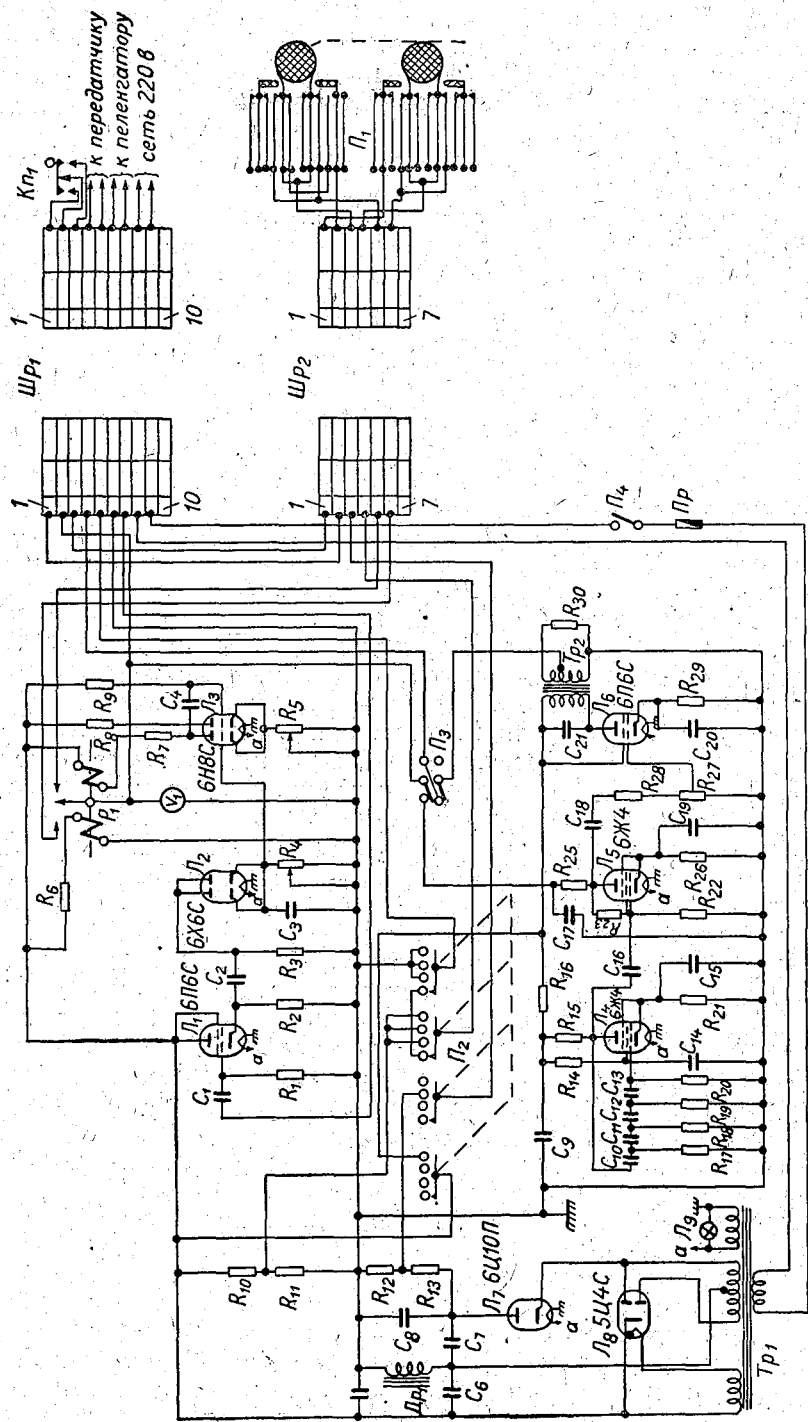 Кп₁
к передатчику
к пеленгатору
сеть 220 в
1
10
Шр₁
П₁
1
7
Шр₂
1
10
1
7
П₄
Пр
R₆
P₁
R₈
R₉
R₇
C₄
Л₃
6Н8С
а
R₅
V₁
Л₂
6Х6С
а
R₄
C₃
C₂
R₃
Л₁ 6П6С
а
C₁
R₁
R₂
П₃
П₂
R₃₀
Тр₂
C₂₁
Л₆
6П6С
R₂₉
C₂₀
C₁₈
R₂₈
R₂₇
R₂₅
Л₅
6Ж4
а
C₁₉
R₂₆
R₂₂
C₁₇
R₂₃
R₁₆
C₁₆
R₁₅
Л₄
6Ж4
а
C₁₅
R₂₁
R₁₄
C₁₄
C₉
C₁₀
C₁₁
C₁₂
C₁₃
R₁₇
R₁₈
R₁₉
R₂₀
R₁₀
R₁₁
R₁₂
R₁₃
C₈
C₇
Др₁
C₆
Л₇ 6Ц10П
а
Л₈ 5Ц4С
а
Л₉
Тр₁